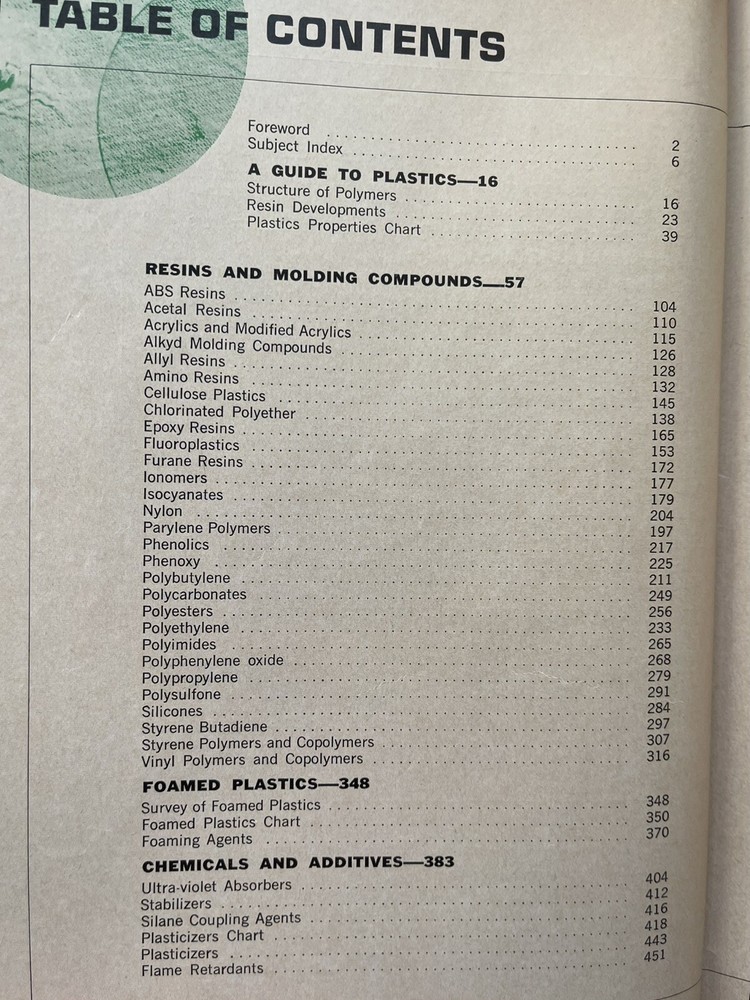 TABLE OF CONTENTS
Foreword 2
Subject Index 6
A GUIDE TO PLASTICS—16
Structure of Polymers 16
Resin Developments 23
Plastics Properties Chart 39
RESINS AND MOLDING COMPOUNDS—57
ABS Resins 104
Acetal Resins 110
Acrylics and Modified Acrylics 115
Alkyd Molding Compounds 126
Allyl Resins 128
Amino Resins 132
Cellulose Plastics 145
Chlorinated Polyether 138
Epoxy Resins 165
Fluoroplastics 153
Furane Resins 172
Ionomers 177
Isocyanates 179
Nylon 204
Parylene Polymers 197
Phenolics 217
Phenoxy 225
Polybutylene 211
Polycarbonates 249
Polyesters 256
Polyethylene 233
Polyimides 265
Polyphenylene oxide 268
Polypropylene 279
Polysulfone 291
Silicones 284
Styrene Butadiene 297
Styrene Polymers and Copolymers 307
Vinyl Polymers and Copolymers 316
FOAMED PLASTICS—348
Survey of Foamed Plastics 348
Foamed Plastics Chart 350
Foaming Agents 370
CHEMICALS AND ADDITIVES—383
Ultra-violet Absorbers 404
Stabilizers 412
Silane Coupling Agents 416
Plasticizers Chart 418
Plasticizers 443
Flame Retardants 451